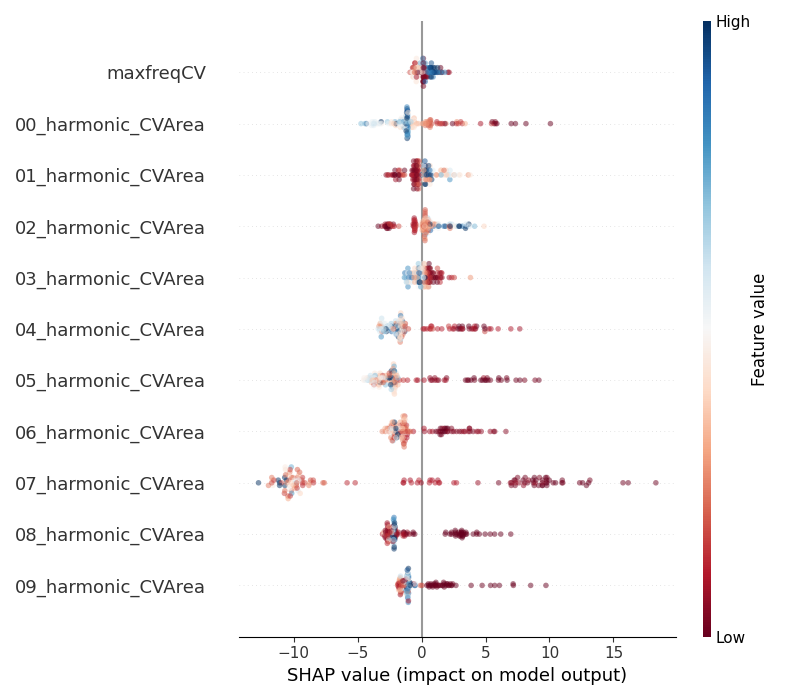 High
maxfreqCV
00_harmonic_CVArea
01_harmonic_CVArea
02_harmonic_CVArea
03_harmonic_CVArea
04_harmonic_CVArea
05_harmonic_CVArea
06_harmonic_CVArea
07_harmonic_CVArea
08_harmonic_CVArea
09_harmonic_CVArea
Feature value
Low
−10 −5 0 5 10 15
SHAP value (impact on model output)